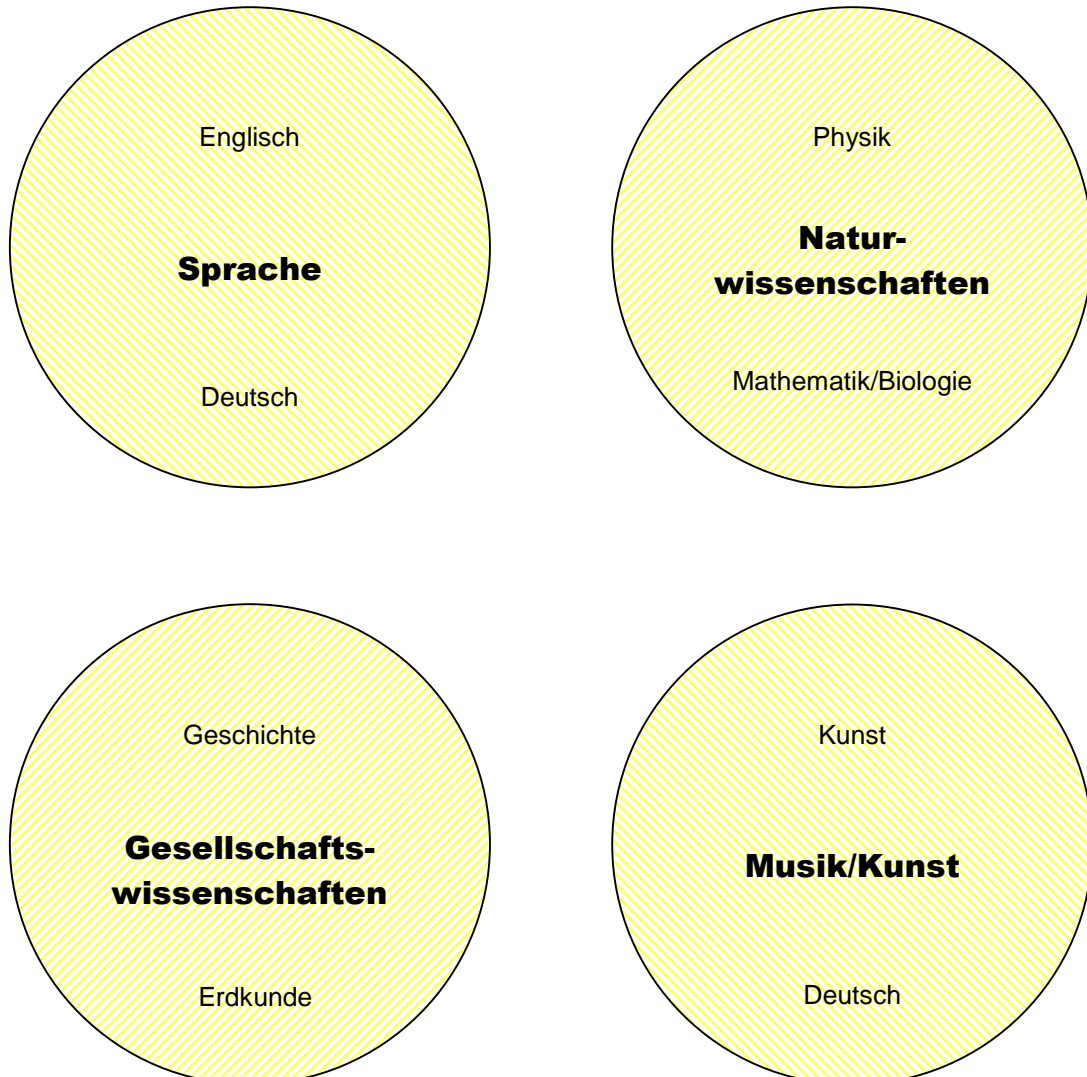 Englisch
Sprache
Deutsch
Physik
Natur-
wissenschaften
Mathematik/Biologie
Geschichte
Gesellschafts-
wissenschaften
Erdkunde
Kunst
Musik/Kunst
Deutsch